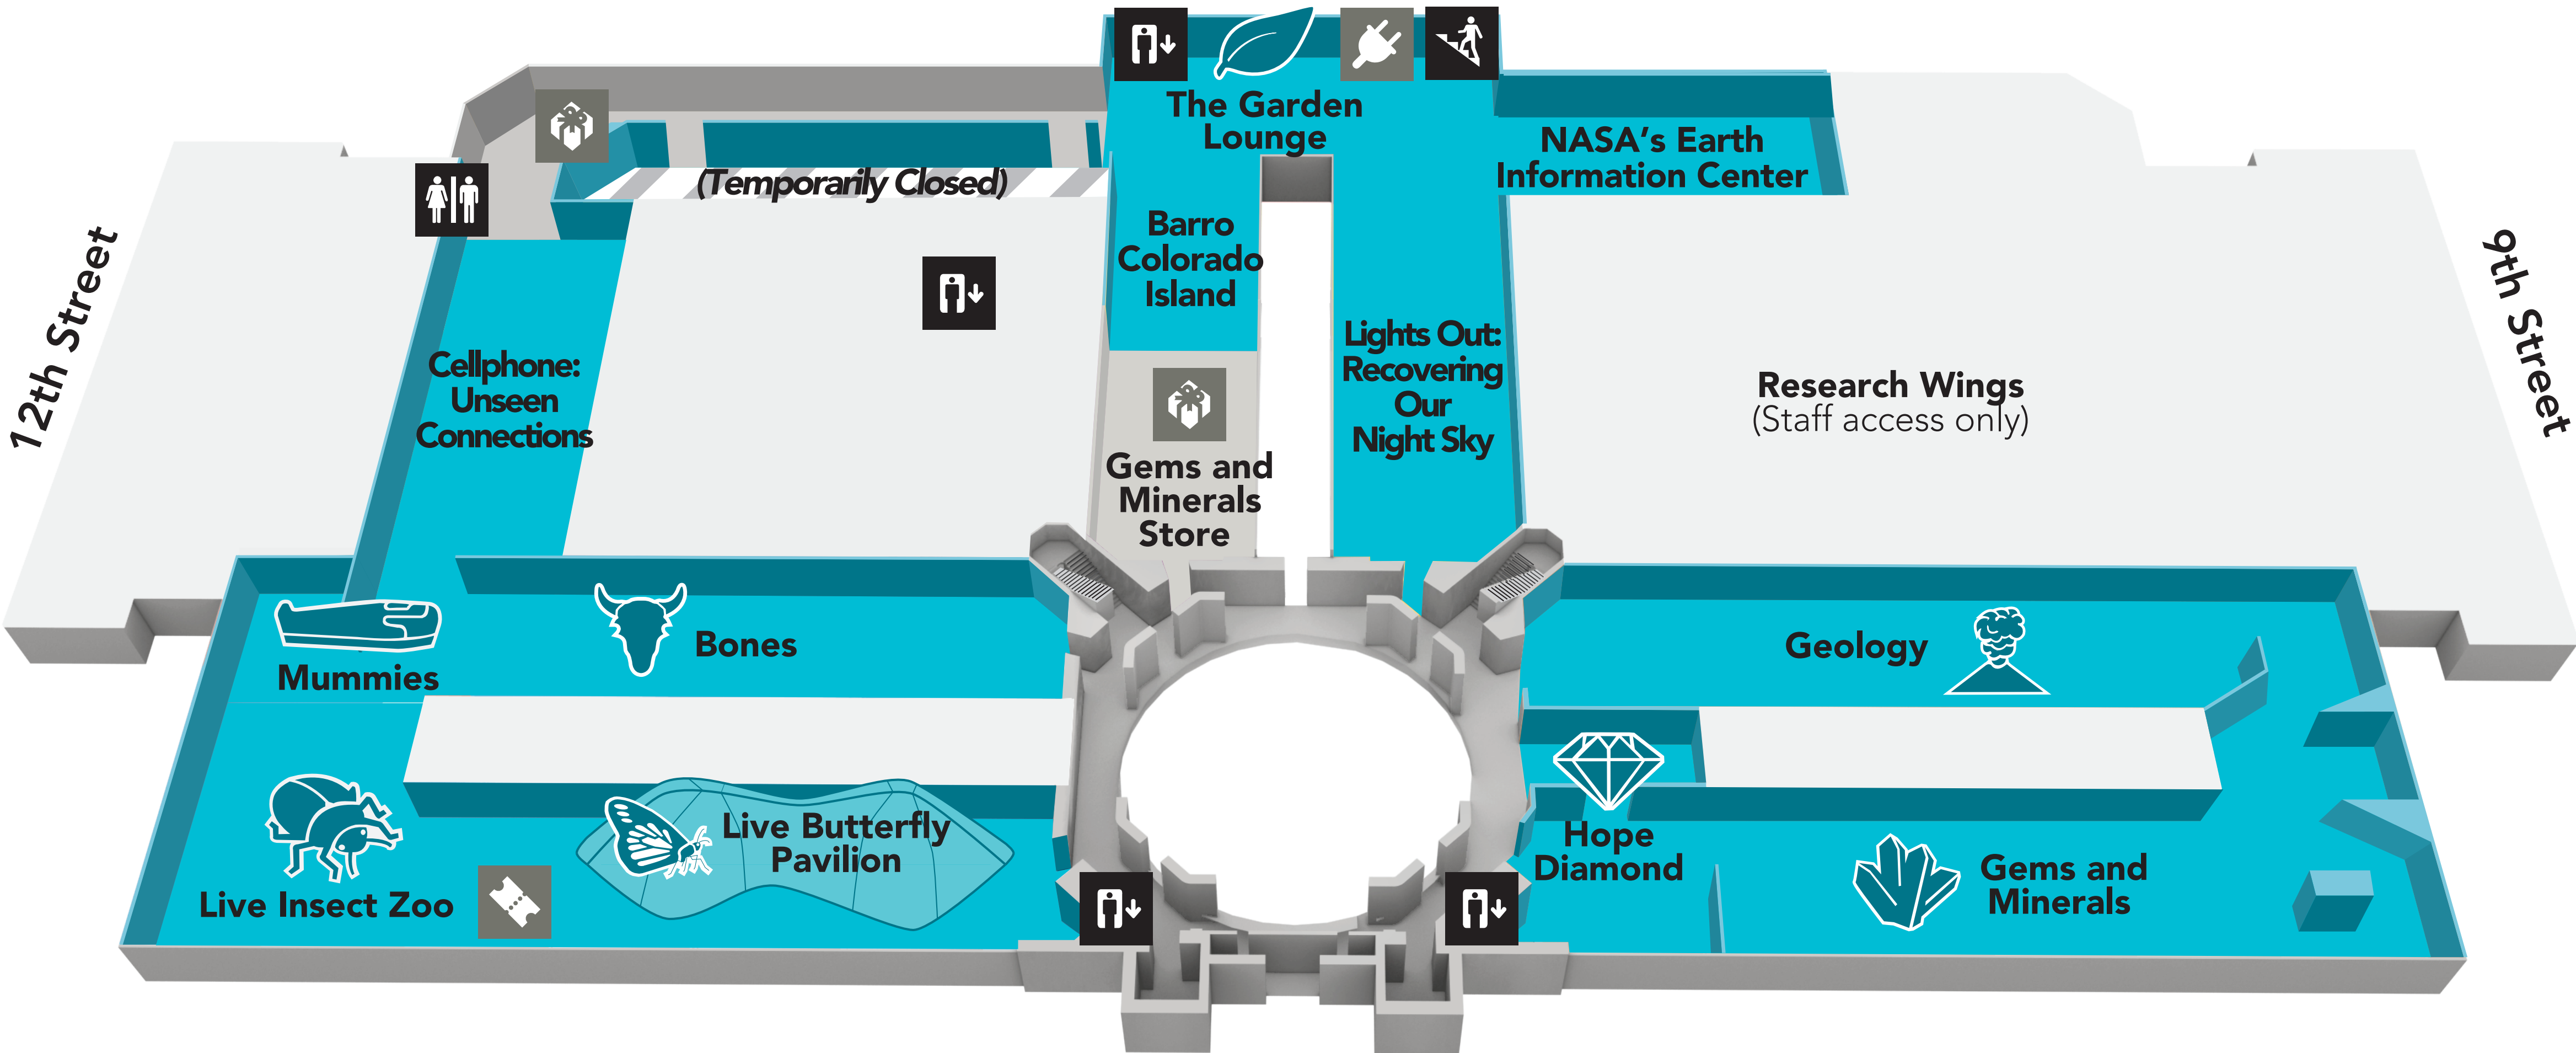 The Garden
Lounge
NASA's Earth
Information Center
(Temporarily Closed)
Barro
Colorado
Island
12th Street
9th Street
Cellphone:
Unseen
Connections
Lights Out:
Recovering
Our
Night Sky
Research Wings
(Staff access only)
Gems and
Minerals
Store
Mummies
Bones
Geology
Live Insect Zoo
Live Butterfly
Pavilion
Hope
Diamond
Gems and
Minerals